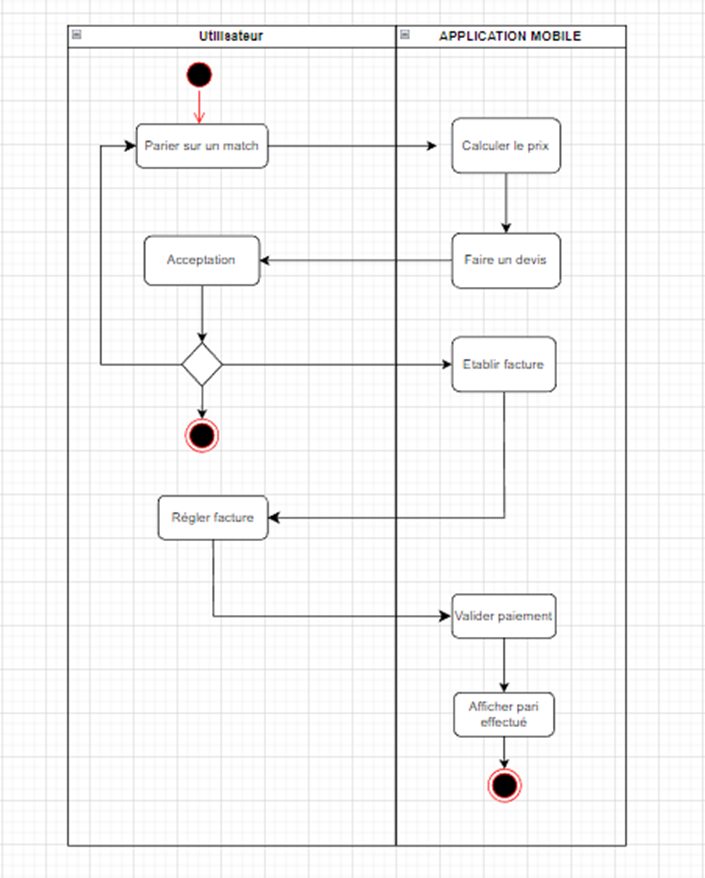 Utilisateur
APPLICATION MOBILE
Parier sur un match
Calculer le prix
Acceptation
Faire un devis
Etablir facture
Régler facture
Valider paiement
Afficher pari
effectué